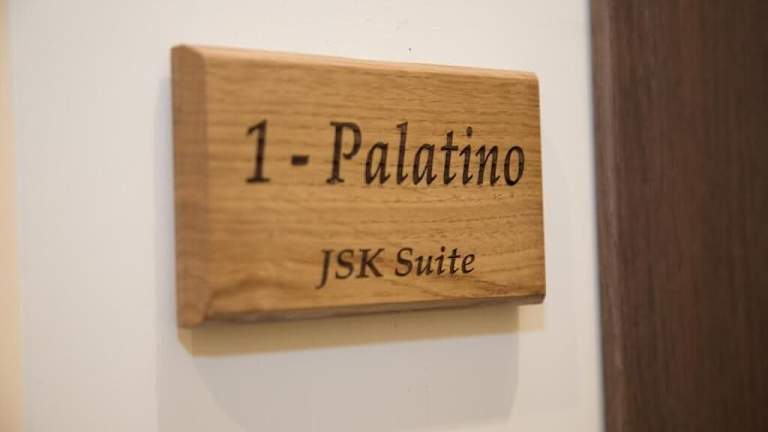 1 - Palatino
JSK Suite